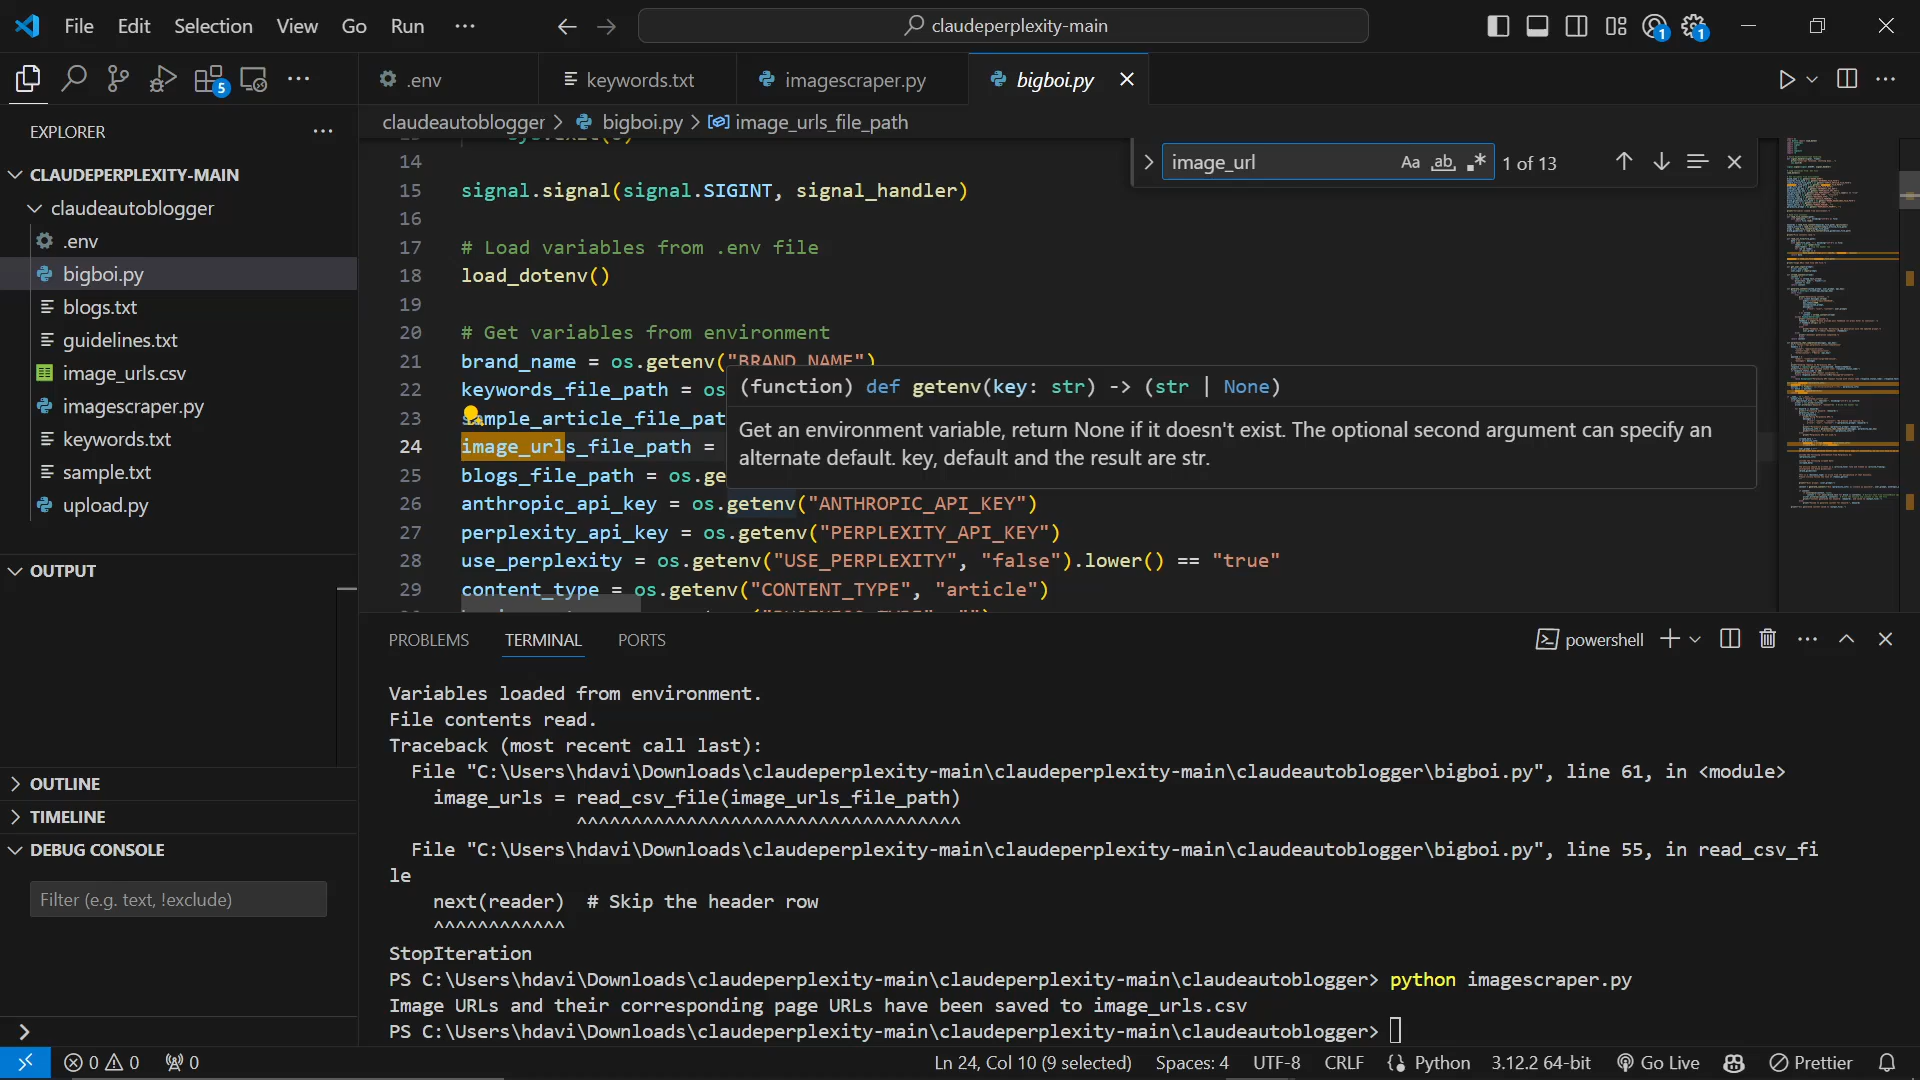 File Edit Selection View Go Run ··· claudeperplexity-main 1 1
5
.env keywords.txt imagescraper.py bigboi.py
EXPLORER
claudeautoblogger > bigboi.py > image_urls_file_path
image_url Aa ab 1 of 13
CLAUDEPERPLEXITY-MAIN
claudeautoblogger
.env
bigboi.py
blogs.txt
guidelines.txt
image_urls.csv
imagescraper.py
keywords.txt
sample.txt
upload.py
OUTPUT
OUTLINE
TIMELINE
DEBUG CONSOLE
Filter (e.g. text, !exclude)
14
15 signal.signal(signal.SIGINT, signal_handler)
16
17 # Load variables from .env file
18 load_dotenv()
19
20 # Get variables from environment
21 brand_name = os.getenv("BRAND_NAME")
22 keywords_file_path = os
23 sample_article_file_pat
24 image_urls_file_path =
25 blogs_file_path = os.ge
26 anthropic_api_key = os.getenv("ANTHROPIC_API_KEY")
27 perplexity_api_key = os.getenv("PERPLEXITY_API_KEY")
28 use_perplexity = os.getenv("USE_PERPLEXITY", "false").lower() == "true"
29 content_type = os.getenv("CONTENT_TYPE", "article")
(function) def getenv(key: str) -> (str | None)
Get an environment variable, return None if it doesn't exist. The optional second argument can specify an
alternate default. key, default and the result are str.
PROBLEMS TERMINAL PORTS powershell
Variables loaded from environment.
File contents read.
Traceback (most recent call last):
File "C:\Users\hdavi\Downloads\claudeperplexity-main\claudeperplexity-main\claudeautoblogger\bigboi.py", line 61, in <module>
image_urls = read_csv_file(image_urls_file_path)
^^^^^^^^^^^^^^^^^^^^^^^^^^^^^^^^^^^
File "C:\Users\hdavi\Downloads\claudeperplexity-main\claudeperplexity-main\claudeautoblogger\bigboi.py", line 55, in read_csv_fi
le
next(reader)  # Skip the header row
^^^^^^^^^^^^
StopIteration
PS C:\Users\hdavi\Downloads\claudeperplexity-main\claudeperplexity-main\claudeautoblogger> python imagescraper.py
Image URLs and their corresponding page URLs have been saved to image_urls.csv
PS C:\Users\hdavi\Downloads\claudeperplexity-main\claudeperplexity-main\claudeautoblogger>
0 0 0 Ln 24, Col 10 (9 selected) Spaces: 4 UTF-8 CRLF Python 3.12.2 64-bit Go Live Prettier